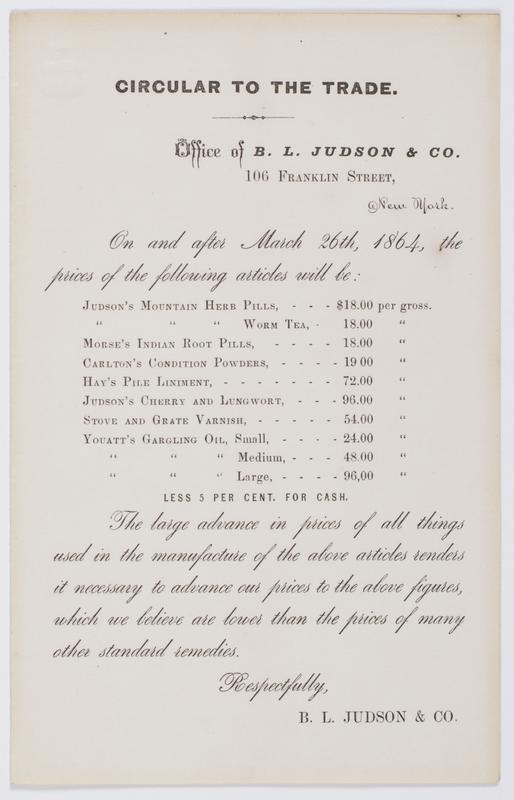 CIRCULAR TO THE TRADE.
Office of B. L. JUDSON & CO.
106 FRANKLIN STREET,
New York.
On and after March 26th, 1864, the
prices of the following articles will be:
JUDSON'S MOUNTAIN HERB PILLS, - - - $18.00 per gross.
“ “ “ WORM TEA, - 18.00 “
MORSE'S INDIAN ROOT PILLS, - - - - 18.00 “
CARLTON'S CONDITION POWDERS, - - - - 19 00 “
HAY'S PILE LINIMENT, - - - - - - - 72.00 “
JUDSON'S CHERRY AND LUNGWORT, - - - 96.00 “
STOVE AND GRATE VARNISH, - - - - - 54.00 “
YOUATT'S GARGLING OIL, Small, - - - - 24.00 “
“ “ “ Medium, - - - 48.00 “
“ “ “ Large, - - - - 96,00 “
LESS 5 PER CENT. FOR CASH.
The large advance in prices of all things
used in the manufacture of the above articles renders
it necessary to advance our prices to the above figures,
which we believe are lower than the prices of many
other standard remedies.
Respectfully,
B. L. JUDSON & CO.